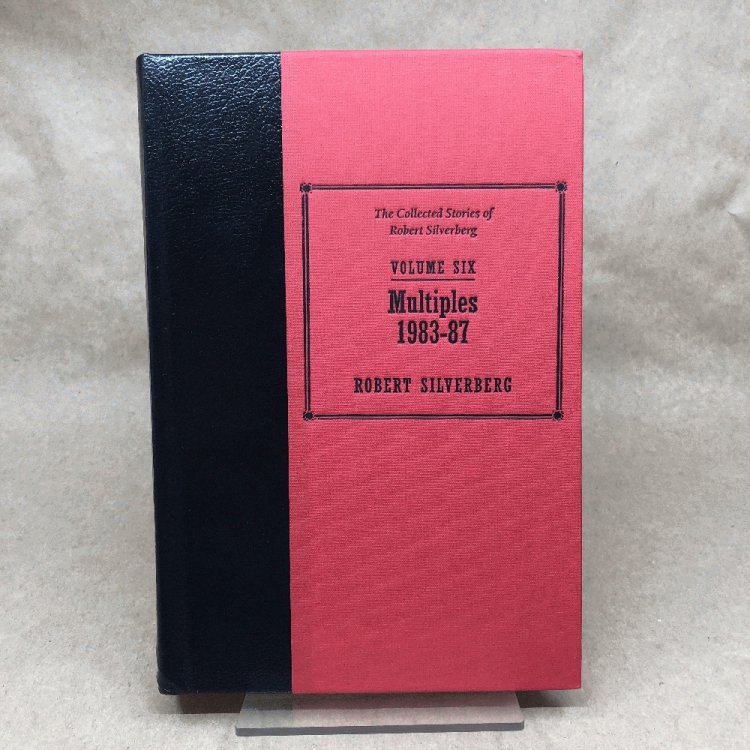 The Collected Stories of
Robert Silverberg
VOLUME SIX
Multiples
1983-87
ROBERT SILVERBERG